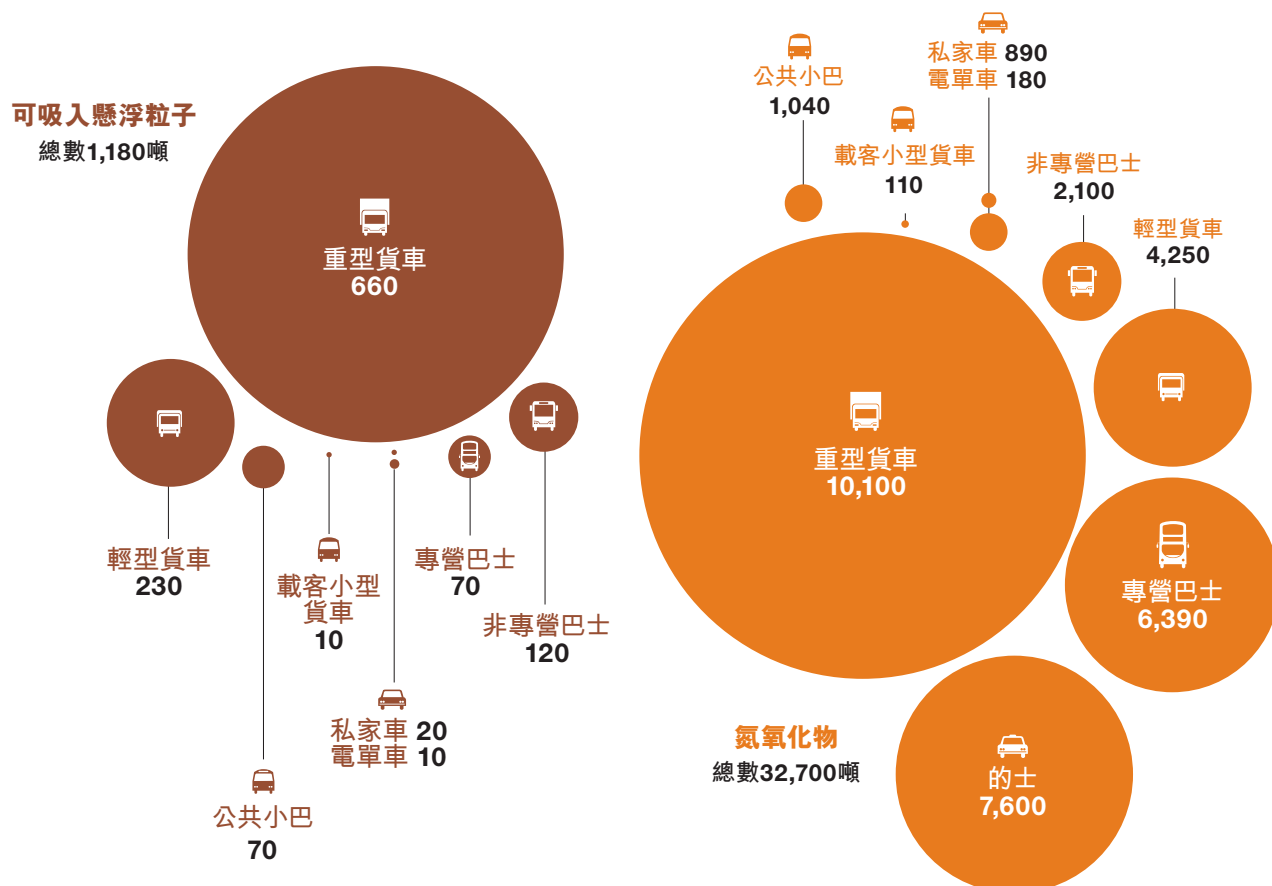 可吸入懸浮粒子
總數1,180噸
重型貨車
660
輕型貨車
230
公共小巴
70
載客小型
貨車
10
私家車 20
電單車 10
專營巴士
70
非專營巴士
120
公共小巴
1,040
載客小型貨車
110
私家車 890
電單車 180
非專營巴士
2,100
輕型貨車
4,250
重型貨車
10,100
專營巴士
6,390
的士
7,600
氮氧化物
總數32,700噸